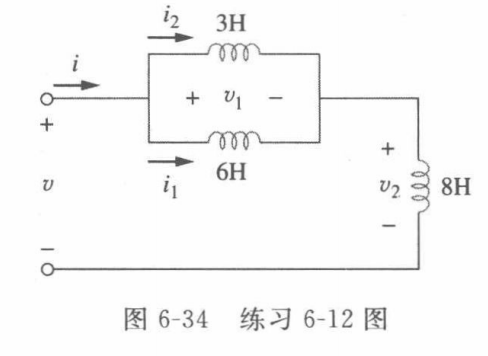 i₂ 3H
i
+ v₁ −
+
i₁ 6H
+
v v₂ 8H
−
−
图 6-34 练习 6-12 图